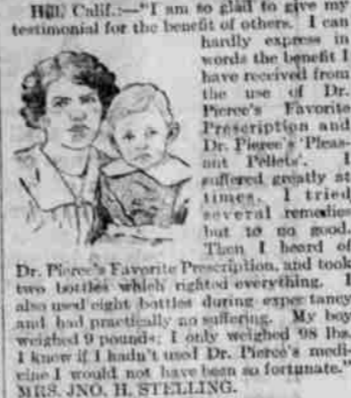 Hill, Calif.:—"I am so glad to give my
testimonial for the benefit of others. I can
hardly express in
words the benefit I
have received from
the use of Dr.
Pierce's Favorite
Prescription and
Dr. Pierce's 'Pleas-
ant Pellets'. I
suffered greatly at
times. I tried
several remedies
but to no good.
Then I heard of
Dr. Pierce's Favorite Prescription, and took
two bottles which righted everything. I
also used eight bottles during expectancy
and had practically no suffering. My boy
weighed 9 pounds; I only weighed 98 lbs.
I know if I hadn't used Dr. Pierce's medi-
cine I would not have been so fortunate."
MRS. JNO. H. STELLING.